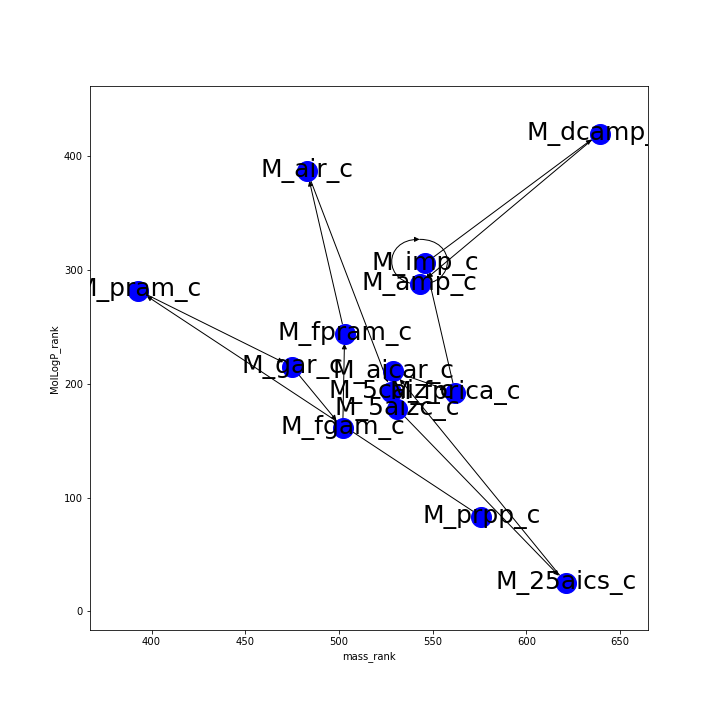 M_dcamp_
M_air_c
M_imp_c
M_amp_c
M_pram_c
M_fpram_c
M_gar_c
M_aicar_c
M_fprica_c
M_5aizc_c
M_fgam_c
M_prpp_c
M_25aics_c
400
300
200
100
0
MolLogP_rank
400
450
500
550
600
650
mass_rank